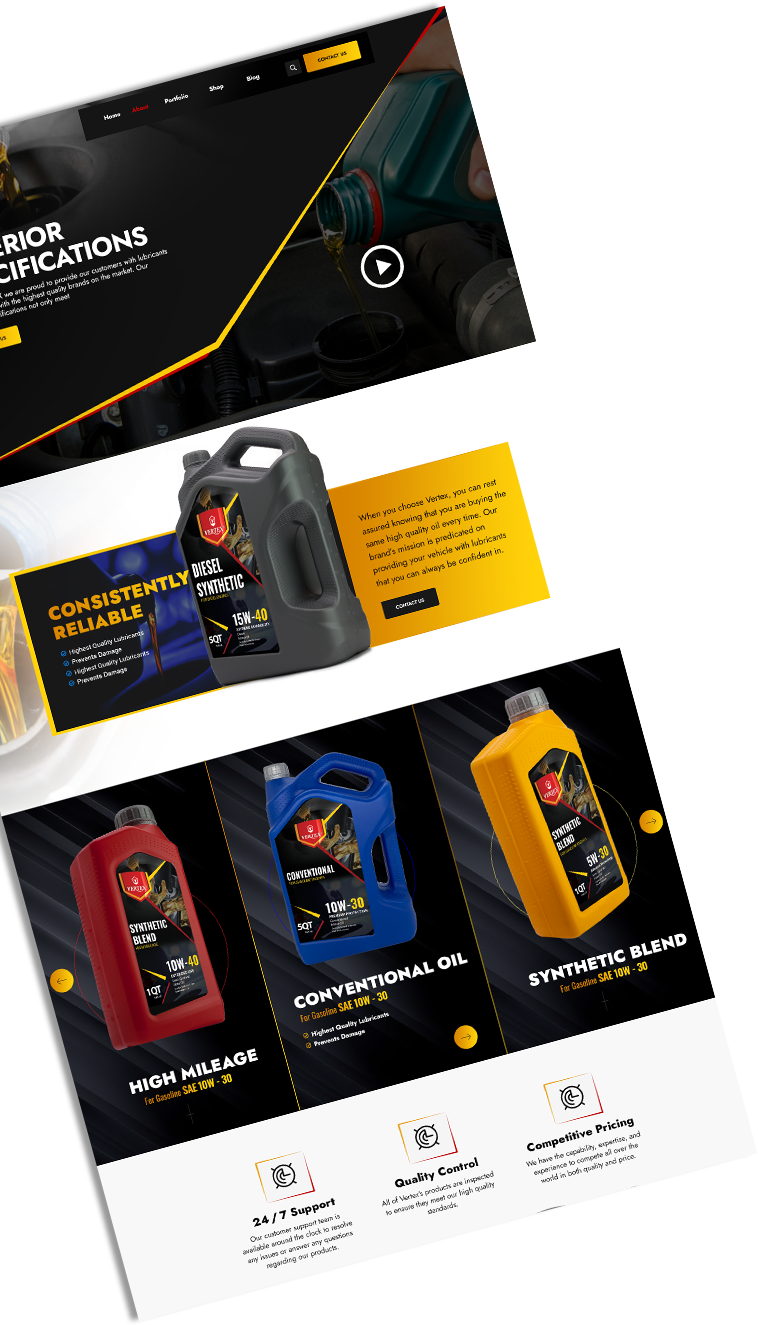 Home
About
Portfolio
Shop
Blog
CONTACT US
ERIOR
CIFICATIONS
we are proud to provide our customers with lubricants
with the highest quality brands on the market. Our
ifications not only meet
US
CONSISTENTLY
RELIABLE
Highest Quality Lubricants
Prevents Damage
Highest Quality Lubricants
Prevents Damage
VERTEX
DIESEL
SYNTHETIC
15W-40
5QT
When you choose Vertex, you can rest
assured knowing that you are buying the
same high quality oil every time. Our
brand's mission is predicated on
providing your vehicle with lubricants
that you can always be confident in.
CONTACT US
VERTEX
SYNTHETIC
BLEND
10W-40
1QT
HIGH MILEAGE
For Gasoline SAE 10W - 30
VERTEX
CONVENTIONAL
10W-30
5QT
CONVENTIONAL OIL
For Gasoline SAE 10W - 30
Highest Quality Lubricants
Prevents Damage
VERTEX
SYNTHETIC
BLEND
5W-30
1QT
SYNTHETIC BLEND
For Gasoline SAE 10W - 30
24 / 7 Support
Our customer support team is
available around the clock to resolve
any issues or answer any questions
regarding our products.
Quality Control
All of Vertex's products are inspected
to ensure they meet our high quality
standards.
Competitive Pricing
We have the capability, expertise, and
experience to compete all over the
world in both quality and price.